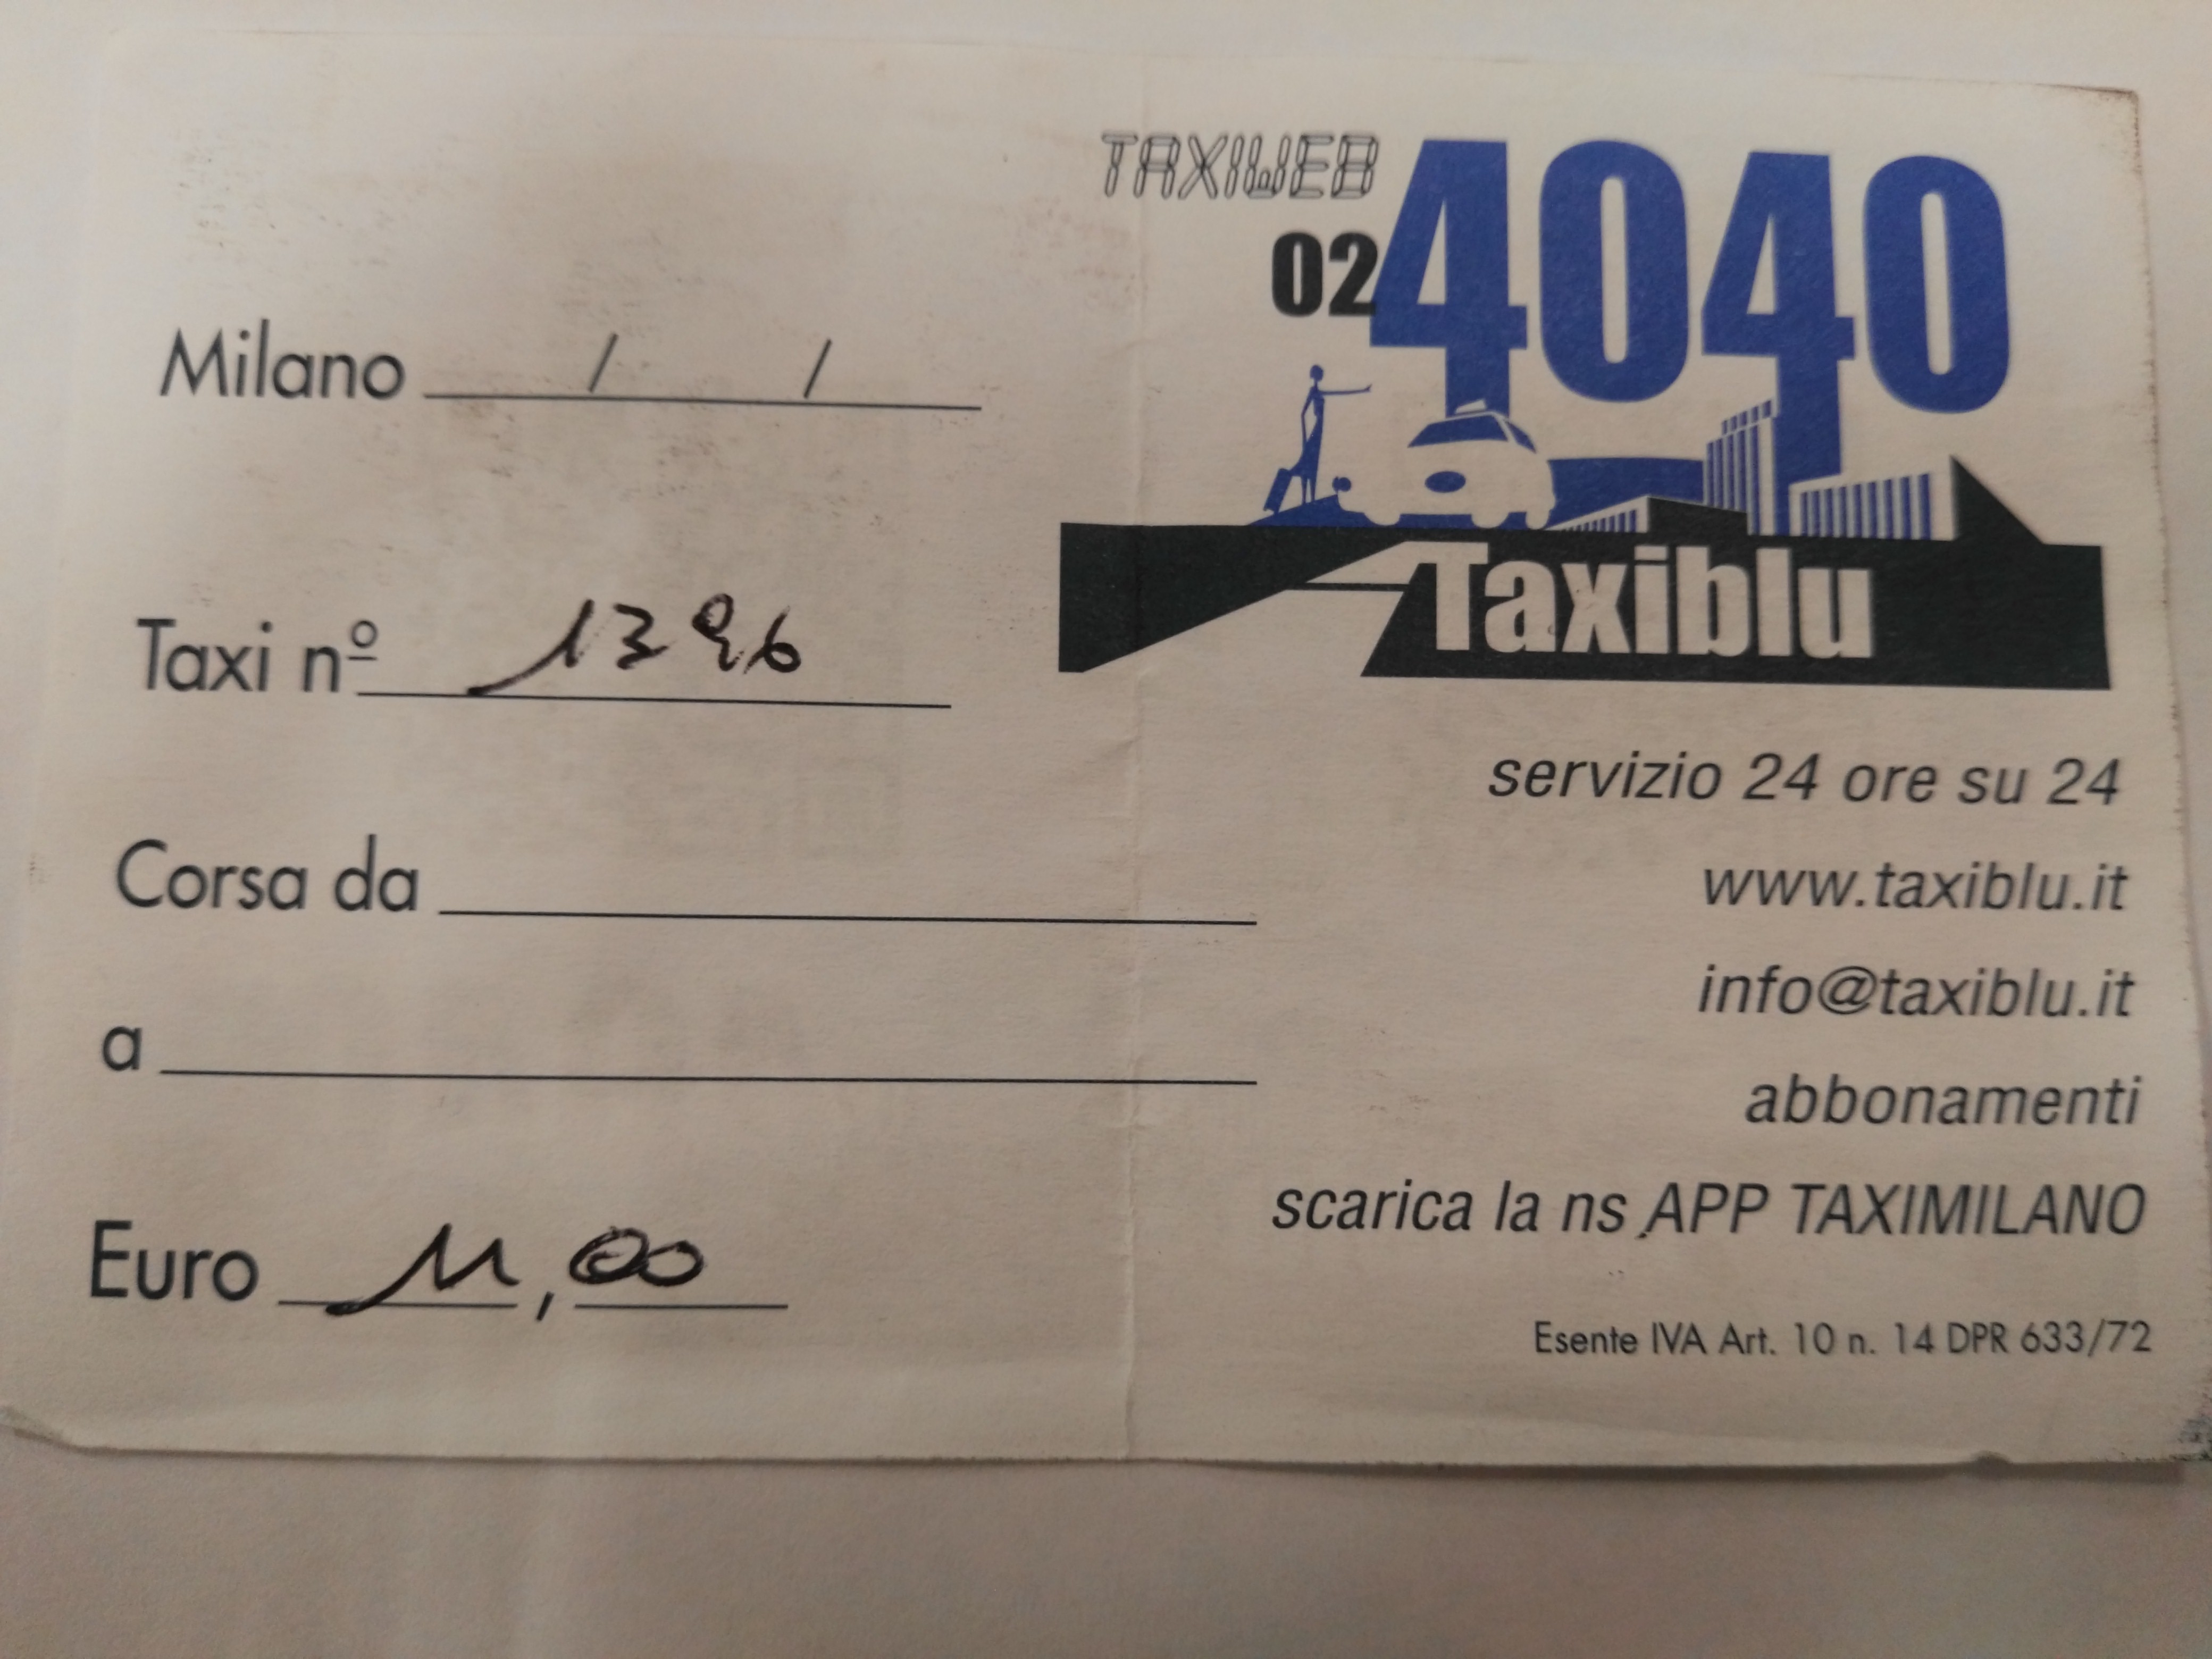 TAXIWEB
02 4040
Taxiblu
Milano / /
Taxi nº 1396
Corsa da
a
Euro 11,00
servizio 24 ore su 24
www.taxiblu.it
info@taxiblu.it
abbonamenti
scarica la ns APP TAXIMILANO
Esente IVA Art. 10 n. 14 DPR 633/72